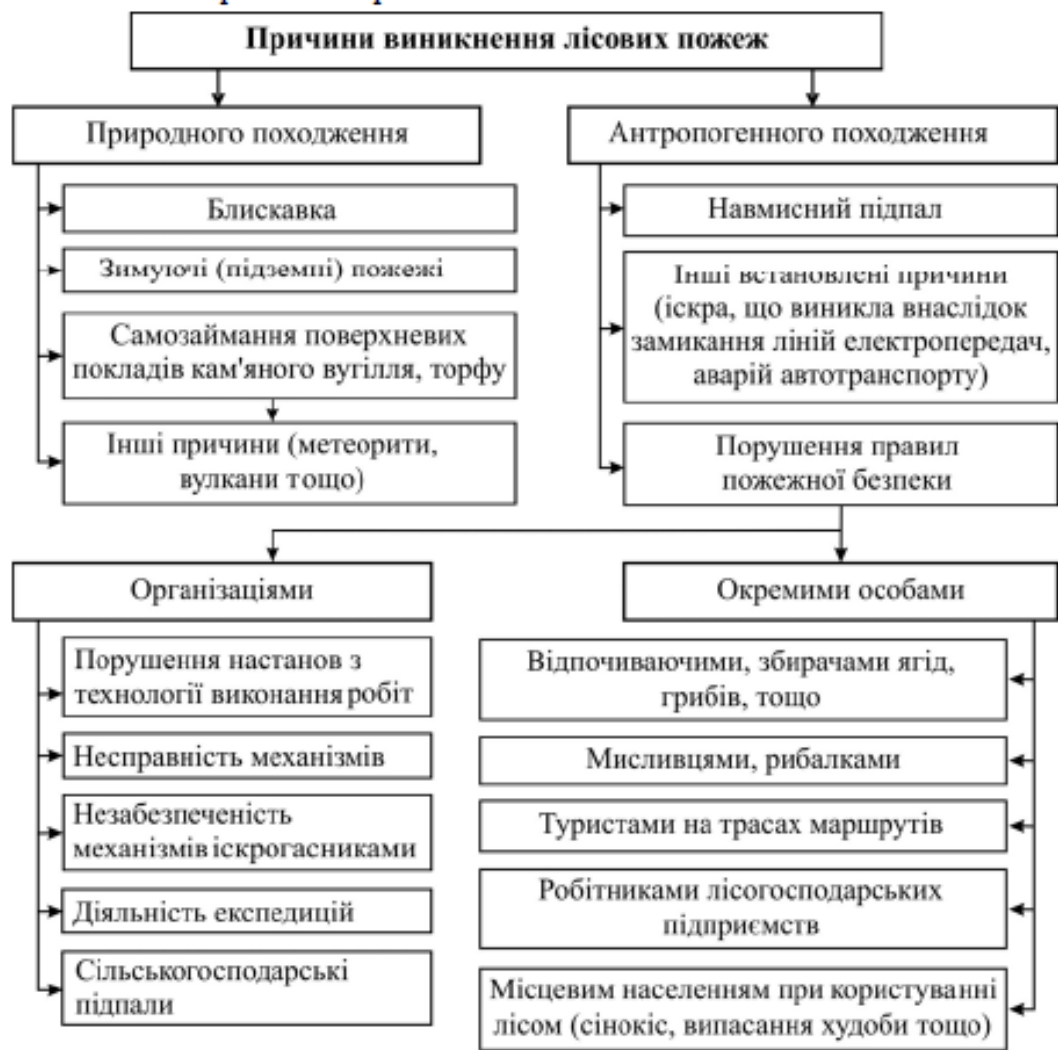 Причини виникнення лісових пожеж
Природного походження
Блискавка
Зимуючі (підземні) пожежі
Самозаймання поверхневих
покладів кам'яного вугілля, торфу
Інші причини (метеорити,
вулкани тощо)
Антропогенного походження
Навмисний підпал
Інші встановлені причини
(іскра, що виникла внаслідок
замикання ліній електропередач,
аварій автотранспорту)
Порушення правил
пожежної безпеки
Організаціями
Порушення настанов з
технології виконання робіт
Несправність механізмів
Незабезпеченість
механізмів іскрогасниками
Діяльність експедицій
Сільськогосподарські
підпали
Окремими особами
Відпочиваючими, збирачами ягід,
грибів, тощо
Мисливцями, рибалками
Туристами на трасах маршрутів
Робітниками лісогосподарських
підприємств
Місцевим населенням при користуванні
лісом (сінокіс, випасання худоби тощо)